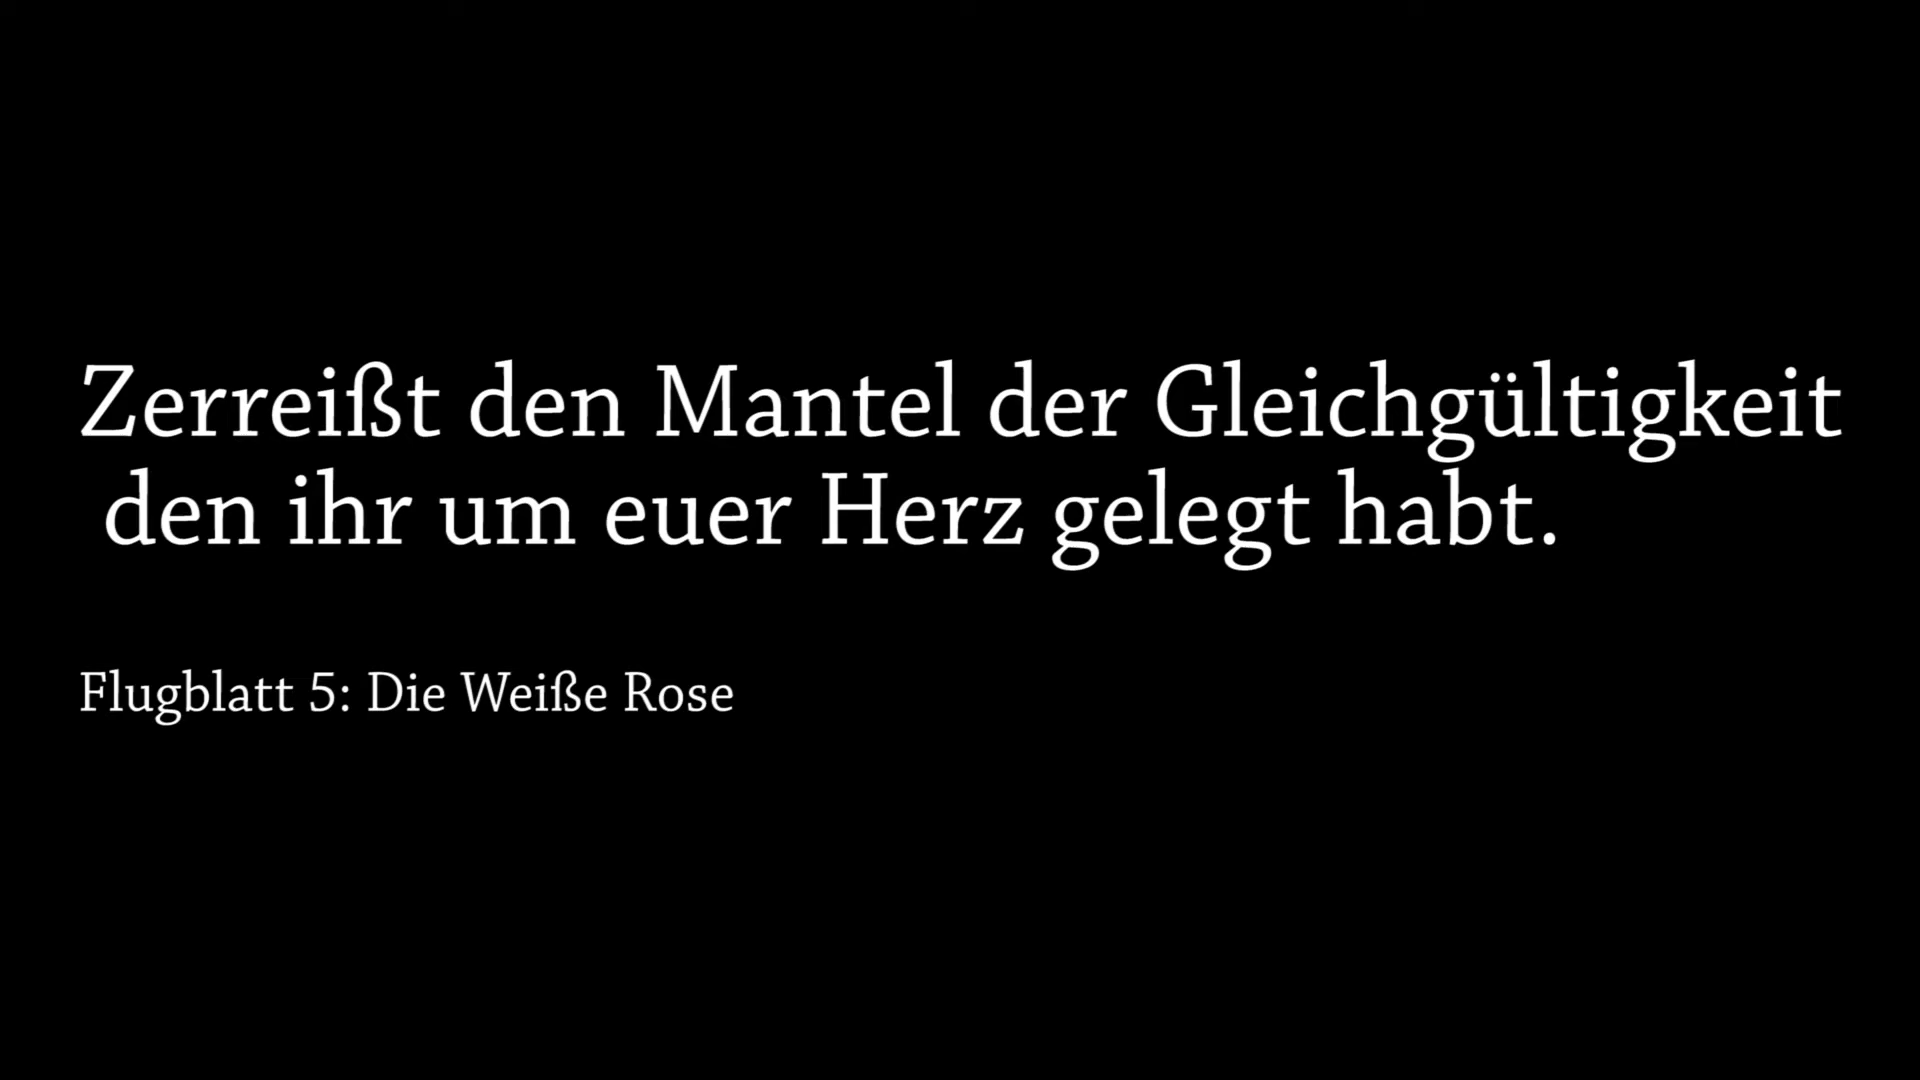 Zerreißt den Mantel der Gleichgültigkeit
den ihr um euer Herz gelegt habt.
Flugblatt 5: Die Weiße Rose